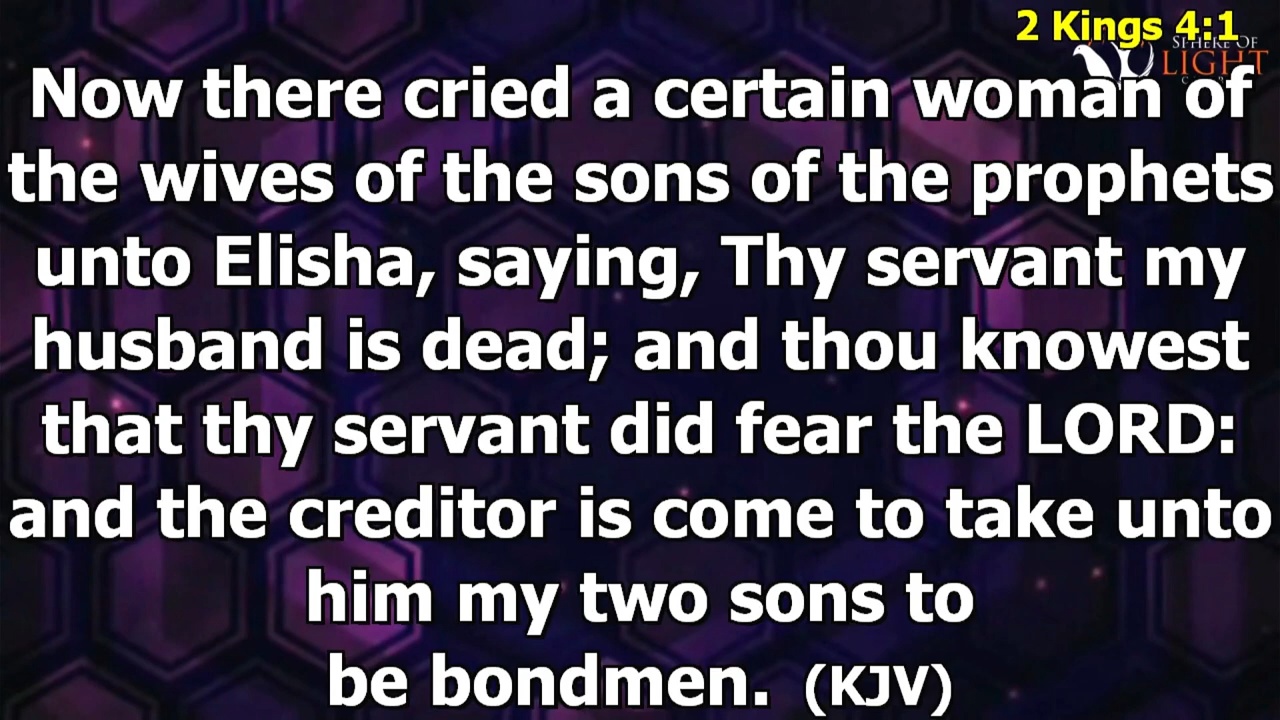 2 Kings 4:1
SPHERE OF
LIGHT
Now there cried a certain woman of
the wives of the sons of the prophets
unto Elisha, saying, Thy servant my
husband is dead; and thou knowest
that thy servant did fear the LORD:
and the creditor is come to take unto
him my two sons to
be bondmen. (KJV)